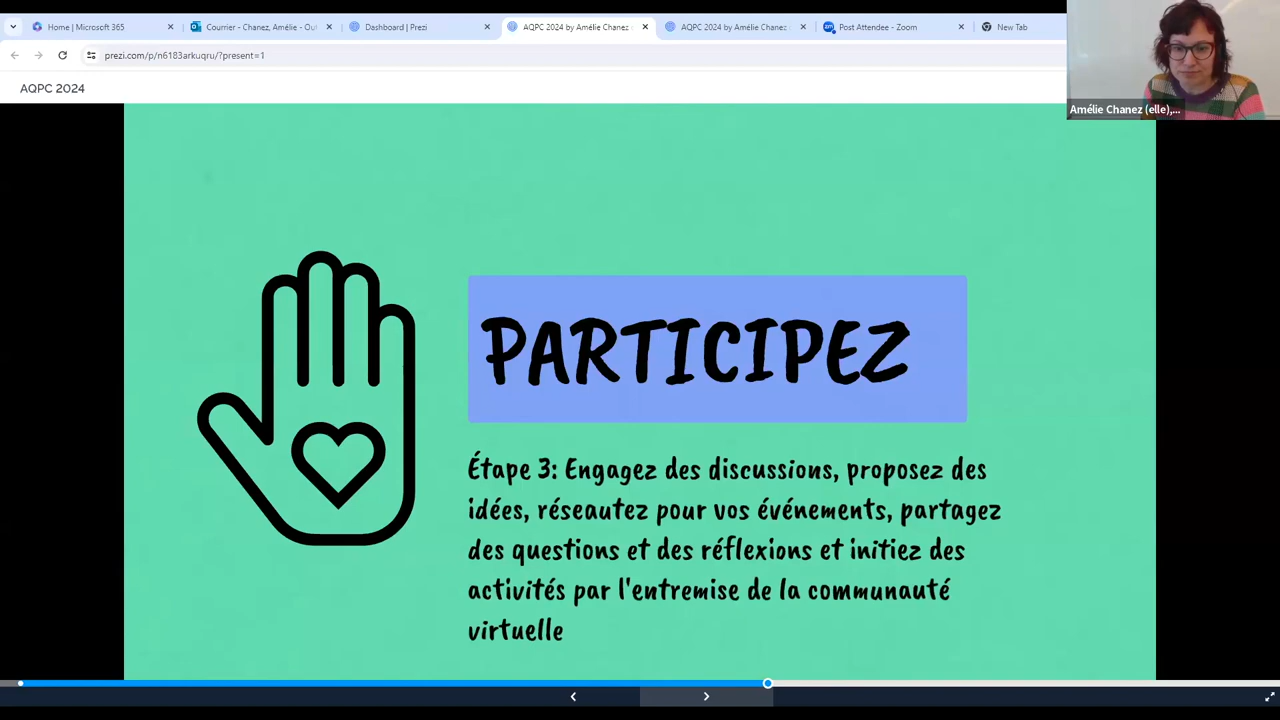 Home | Microsoft 365
Courrier - Chanez, Amélie - Out
Dashboard | Prezi
AQPC 2024 by Amélie Chanez
AQPC 2024 by Amélie Chanez
Post Attendee - Zoom
New Tab
prezi.com/p/n6183arkuqru/?present=1
AQPC 2024
Amélie Chanez (elle),...
PARTICIPEZ
Étape 3: Engagez des discussions, proposez des
idées, réseautez pour vos événements, partagez
des questions et des réflexions et initiez des
activités par l'entremise de la communauté
virtuelle